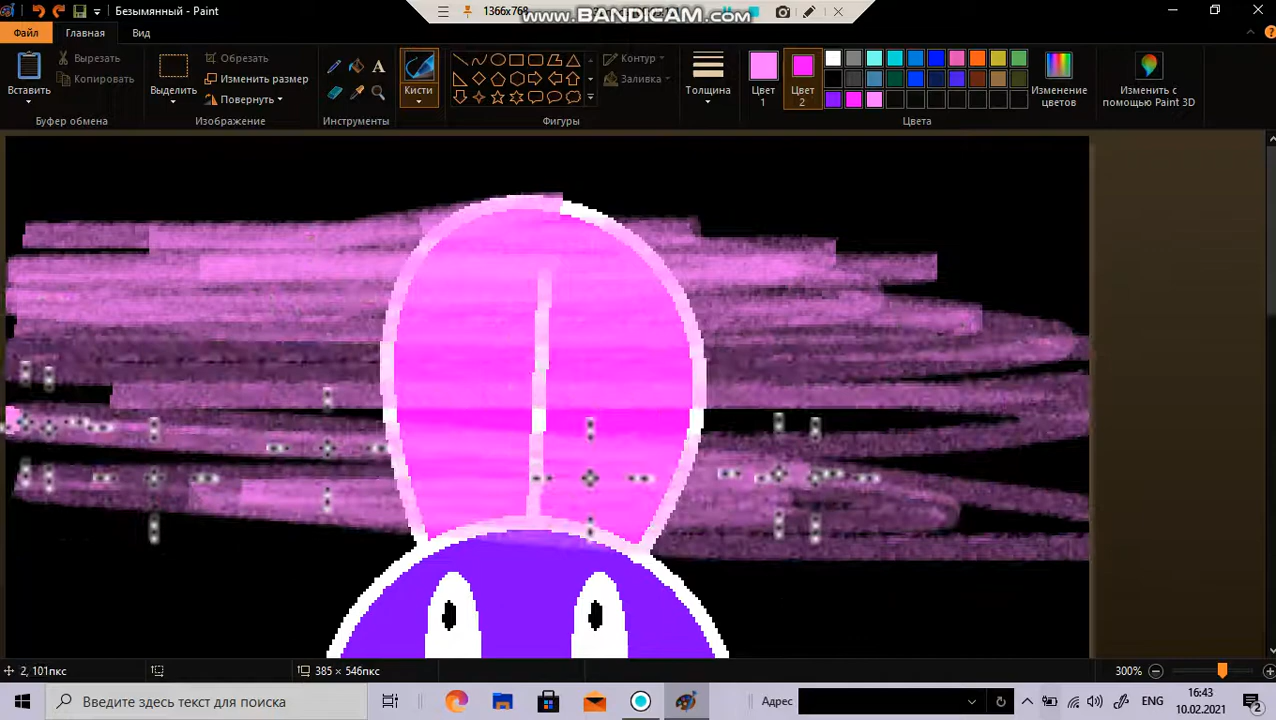 Безымянный - Paint
1366x768
www.BANDICAM.com
Файл
Главная
Вид
Вставить
Вырезать
Копировать
Буфер обмена
Выделить
Обрезать
Изменить размер
Повернуть
Изображение
A
Инструменты
Кисти
Контур
Заливка
Фигуры
Толщина
Цвет 1
Цвет 2
Изменение цветов
Цвета
Изменить с помощью Paint 3D
2, 101пкс
385 × 546пкс
300%
Введите здесь текст для поиска
Адрес
ENG
16:43
10.02.2021
2